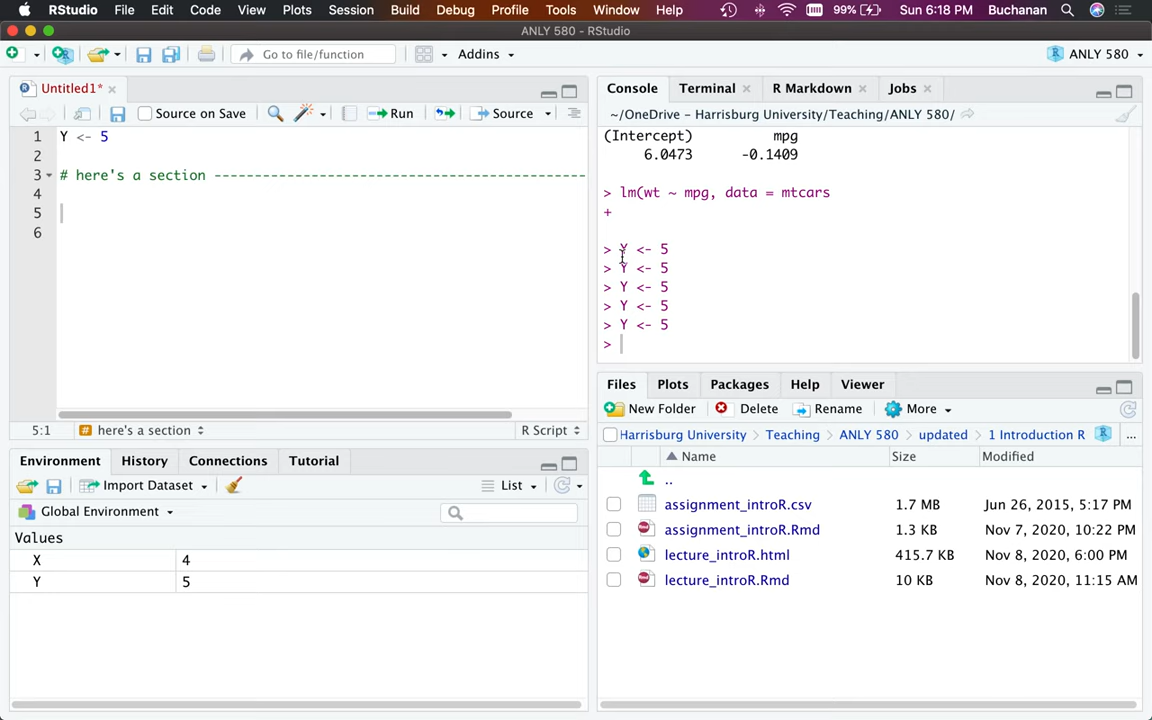 RStudio File Edit Code View Plots Session Build Debug Profile Tools Window Help 99% Sun 6:18 PM Buchanan
ANLY 580 - RStudio
Go to file/function Addins ANLY 580
Untitled1*
Source on Save Run Source
1 Y <- 5
2
3 # here's a section ---------------------------------------------
4
5
6
5:1 # here's a section R Script
Console Terminal R Markdown Jobs
~/OneDrive - Harrisburg University/Teaching/ANLY 580/
(Intercept) mpg
6.0473 -0.1409
> lm(wt ~ mpg, data = mtcars
+
> Y <- 5
> Y <- 5
> Y <- 5
> Y <- 5
> Y <- 5
>
Environment History Connections Tutorial
Import Dataset List
Global Environment
Values
X 4
Y 5
Files Plots Packages Help Viewer
New Folder Delete Rename More
Harrisburg University Teaching ANLY 580 updated 1 Introduction R ...
Name Size Modified
..
assignment_introR.csv 1.7 MB Jun 26, 2015, 5:17 PM
assignment_introR.Rmd 1.3 KB Nov 7, 2020, 10:22 PM
lecture_introR.html 415.7 KB Nov 8, 2020, 6:00 PM
lecture_introR.Rmd 10 KB Nov 8, 2020, 11:15 AM